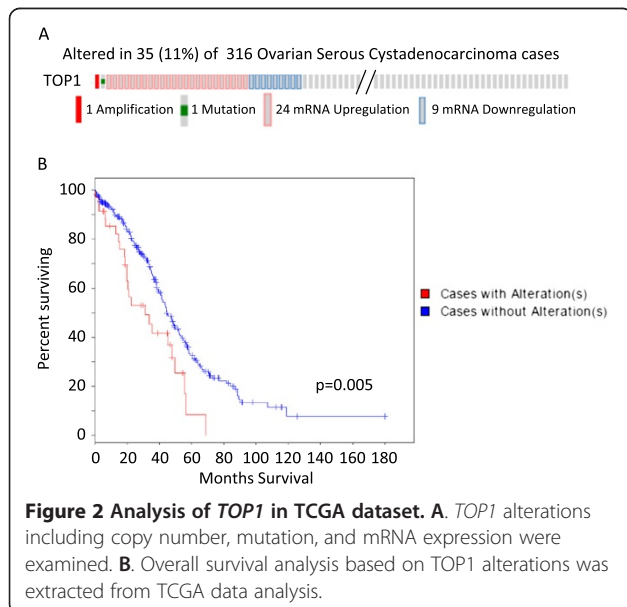 A
Altered in 35 (11%) of 316 Ovarian Serous Cystadenocarcinoma cases
TOP1
1 Amplification 1 Mutation 24 mRNA Upregulation 9 mRNA Downregulation
B
Percent surviving
100
80
60
40
20
0
p=0.005
0 20 40 60 80 100 120 140 160 180
Months Survival
Cases with Alteration(s)
Cases without Alteration(s)
Figure 2 Analysis of TOP1 in TCGA dataset. A. TOP1 alterations
including copy number, mutation, and mRNA expression were
examined. B. Overall survival analysis based on TOP1 alterations was
extracted from TCGA data analysis.